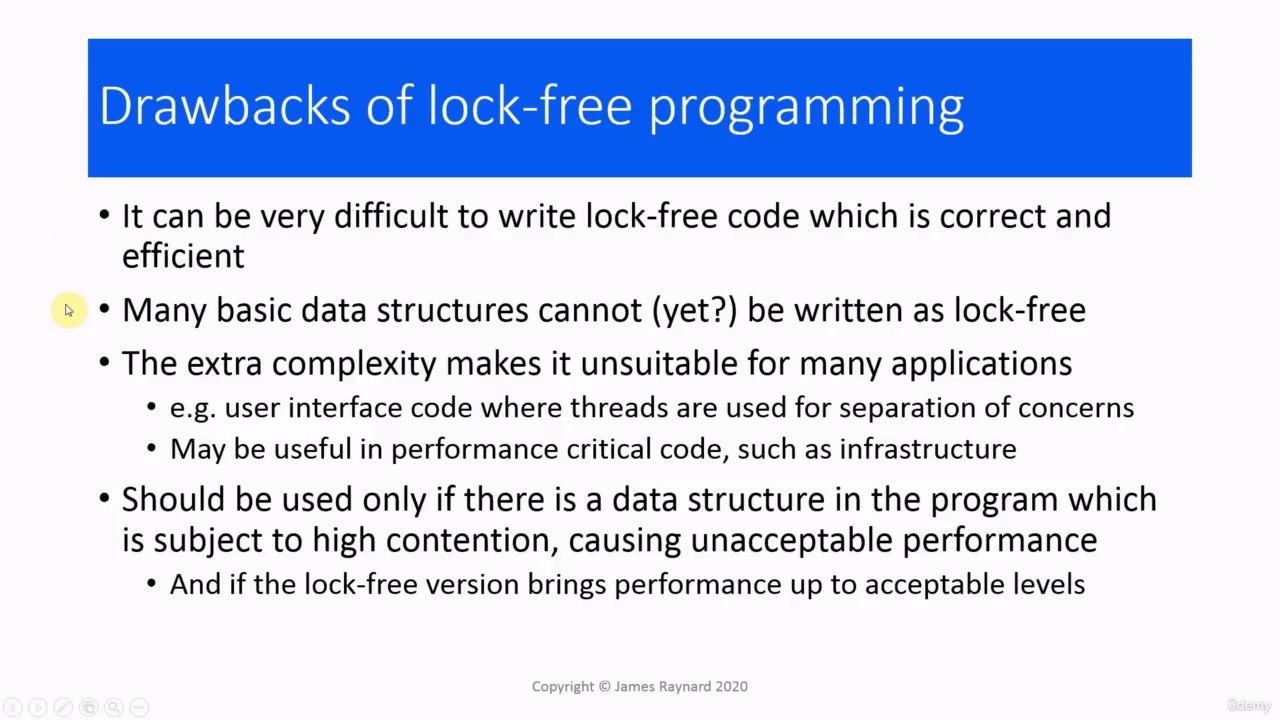 Drawbacks of lock-free programming
• It can be very difficult to write lock-free code which is correct and
efficient
• Many basic data structures cannot (yet?) be written as lock-free
• The extra complexity makes it unsuitable for many applications
• e.g. user interface code where threads are used for separation of concerns
• May be useful in performance critical code, such as infrastructure
• Should be used only if there is a data structure in the program which
is subject to high contention, causing unacceptable performance
• And if the lock-free version brings performance up to acceptable levels
Copyright © James Raynard 2020
ûdemy